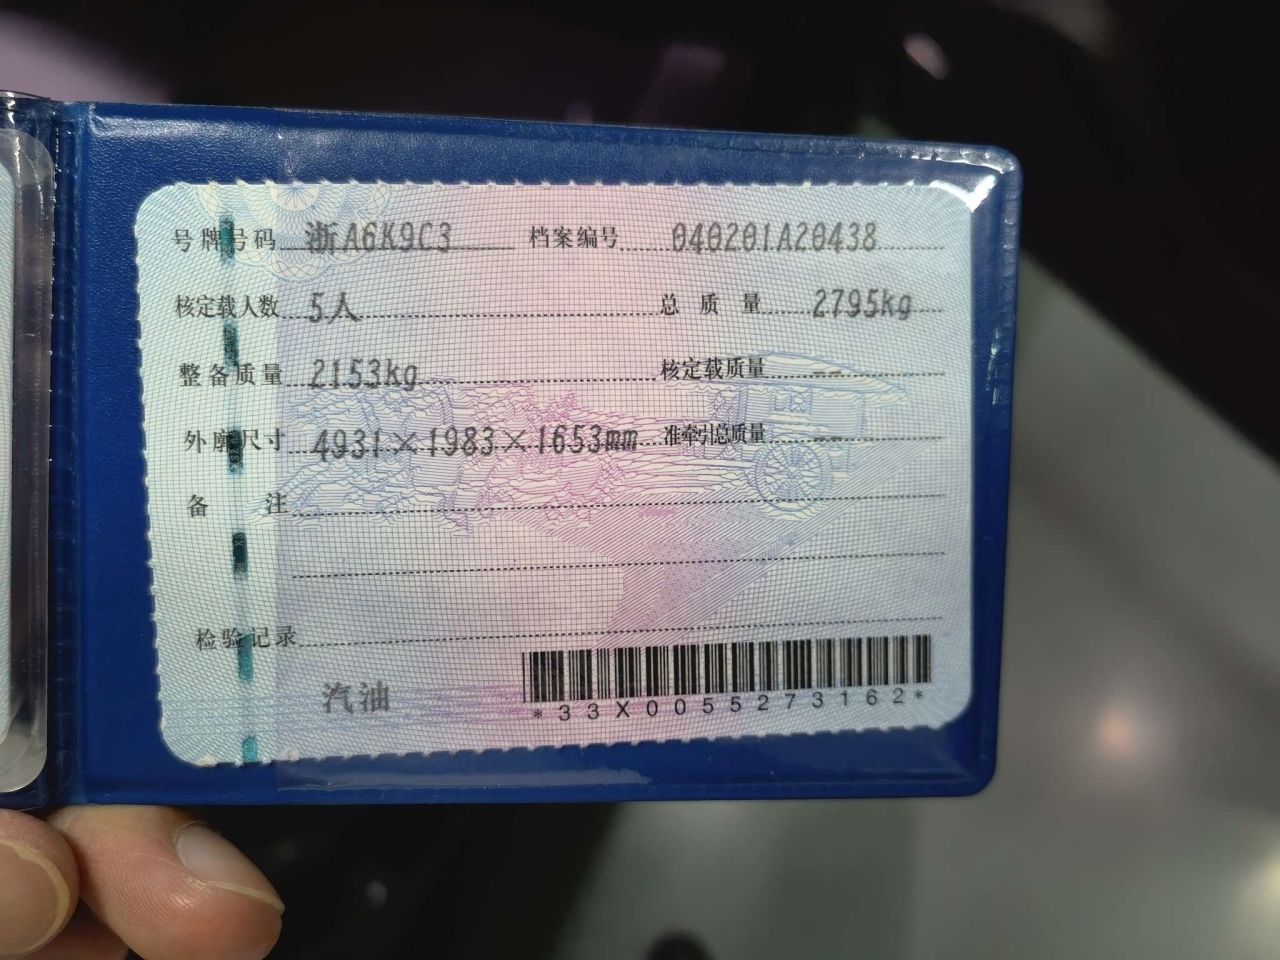 号牌号码 浙A6K9C3 档案编号 040201A20438
核定载人数 5人 总质量 2795kg
整备质量 2153kg 核定载质量 --
外廓尺寸 4931×1983×1653mm 准牵引总质量 --
备注
检验记录
汽油
*33X0055273162*